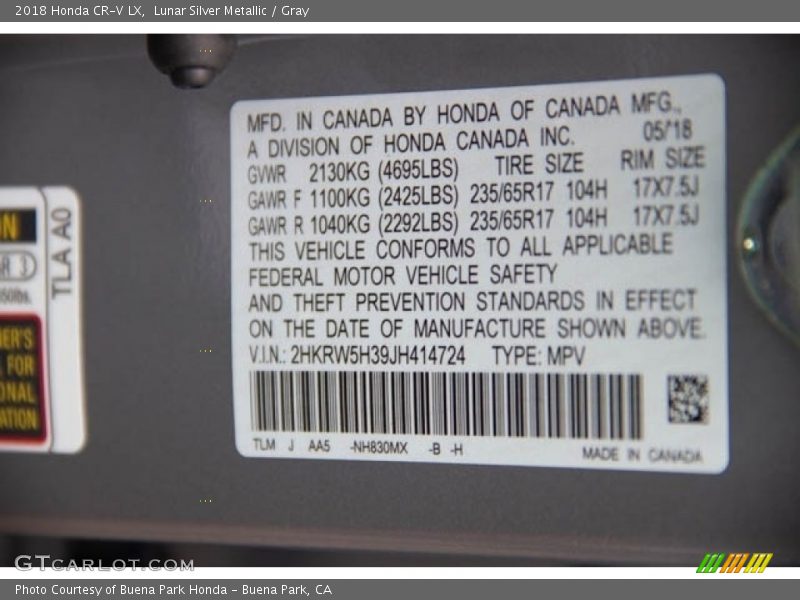 2018 Honda CR-V LX,  Lunar Silver Metallic / Gray
MFD. IN CANADA BY HONDA OF CANADA MFG.,
A DIVISION OF HONDA CANADA INC. 05/18
GVWR 2130KG (4695LBS) TIRE SIZE RIM SIZE
GAWR F 1100KG (2425LBS) 235/65R17 104H 17X7.5J
GAWR R 1040KG (2292LBS) 235/65R17 104H 17X7.5J
THIS VEHICLE CONFORMS TO ALL APPLICABLE
FEDERAL MOTOR VEHICLE SAFETY
AND THEFT PREVENTION STANDARDS IN EFFECT
ON THE DATE OF MANUFACTURE SHOWN ABOVE.
V.I.N.: 2HKRW5H39JH414724 TYPE: MPV
TLM J AA5 -NH830MX -B -H
MADE IN CANADA
TLA A0
FOR
GTCARLOT.COM
Photo Courtesy of Buena Park Honda - Buena Park, CA